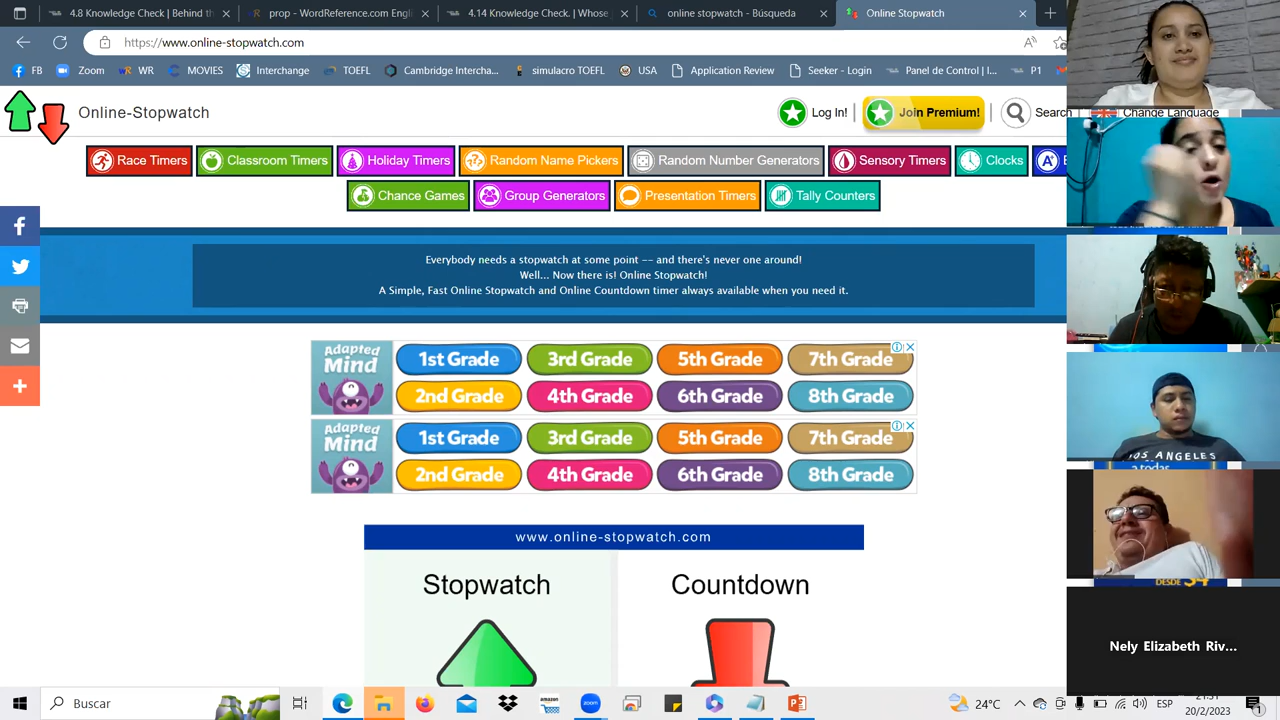 4.8 Knowledge Check | Behind t
prop - WordReference.com Engli
4.14 Knowledge Check. | Whose
online stopwatch - Búsqueda
Online Stopwatch
https://www.online-stopwatch.com
FB
Zoom
WR
MOVIES
Interchange
TOEFL
Cambridge Intercha...
simulacro TOEFL
USA
Application Review
Seeker - Login
Panel de Control | I...
P1
Online-Stopwatch
Log In!
Join Premium!
Search
Change Language
Race Timers
Classroom Timers
Holiday Timers
Random Name Pickers
Random Number Generators
Sensory Timers
Clocks
Chance Games
Group Generators
Presentation Timers
Tally Counters
Everybody needs a stopwatch at some point -- and there's never one around!
Well... Now there is! Online Stopwatch!
A Simple, Fast Online Stopwatch and Online Countdown timer always available when you need it.
Adapted Mind
1st Grade
3rd Grade
5th Grade
7th Grade
2nd Grade
4th Grade
6th Grade
8th Grade
Adapted Mind
1st Grade
3rd Grade
5th Grade
7th Grade
2nd Grade
4th Grade
6th Grade
8th Grade
www.online-stopwatch.com
Stopwatch
Countdown
LOS ANGELES
a todas
DESDE $4
Nely Elizabeth Riv...
Buscar
24°C
ESP
21:51
20/2/2023